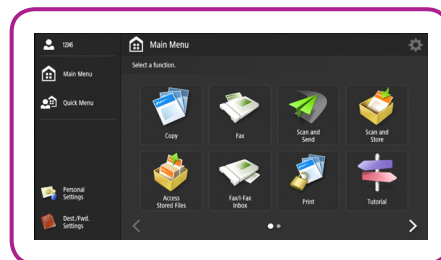 12345
Main Menu
Select a function.
Main Menu
Quick Menu
Copy
Fax
Scan and
Send
Scan and
Store
Access
Stored Files
Fax/I-Fax
Inbox
Print
Tutorial
Personal
Settings
Dest./Fwd.
Settings